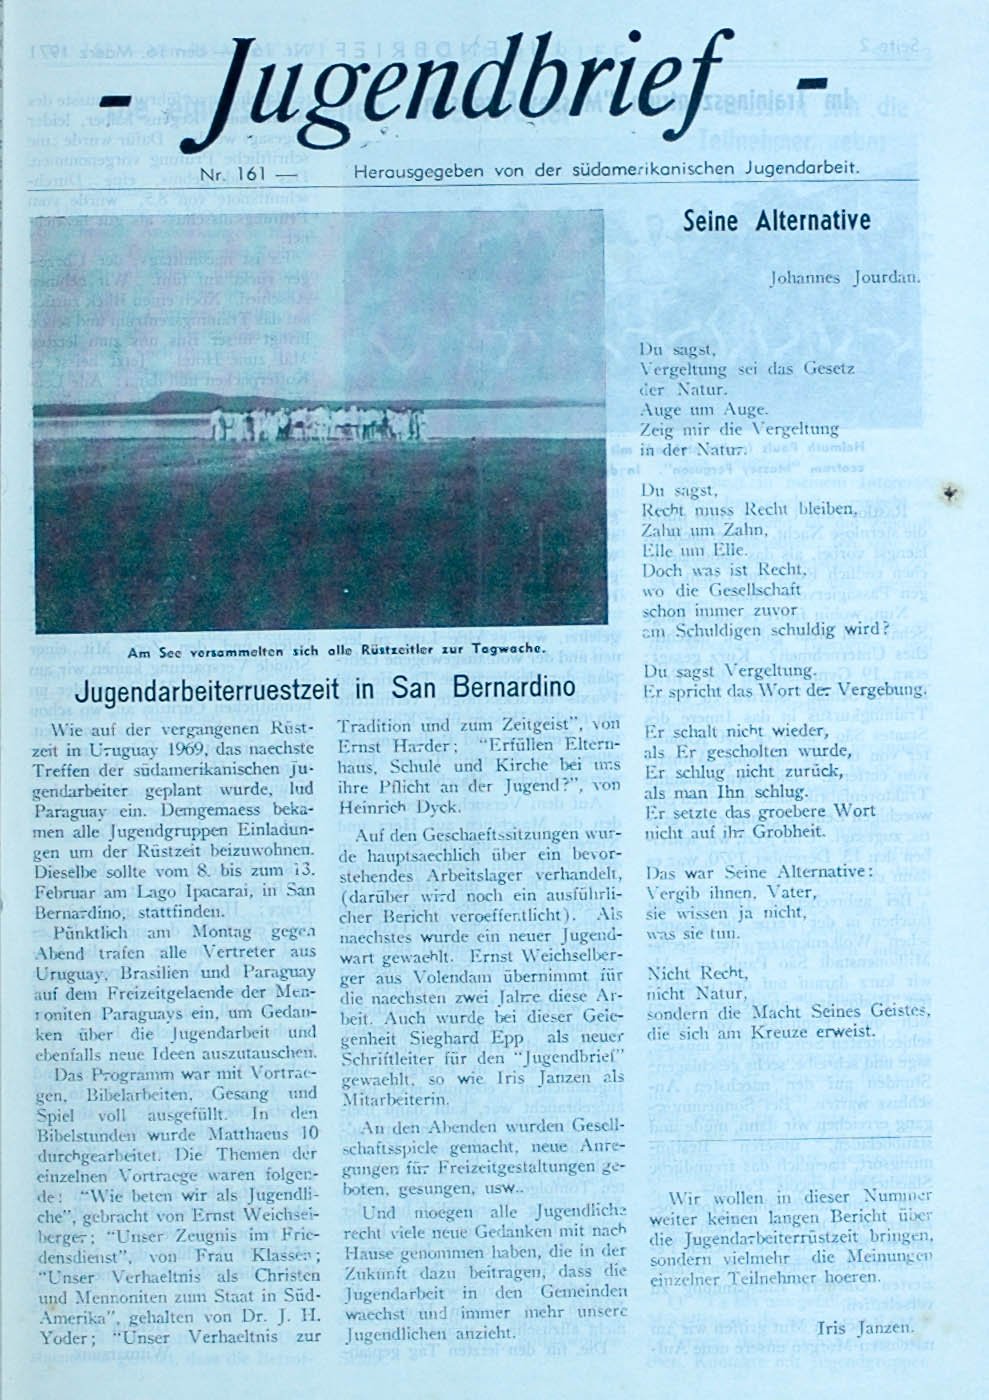 - Jugendbrief -
Nr. 161 —
Herausgegeben von der südamerikanischen Jugendarbeit.
Am See versammelten sich alle Rüstzeitler zur Tagwache.
Jugendarbeiterruestzeit in San Bernardino
Wie auf der vergangenen Rüst-
zeit in Uruguay 1969, das naechste
Treffen der südamerikanischen Ju-
gendarbeiter geplant wurde, lud
Paraguay ein. Demgemaess beka-
men alle Jugendgruppen Einladun-
gen um der Rüstzeit beizuwohnen.
Dieselbe sollte vom 8. bis zum 13.
Februar am Lago Ipacarai, in San
Bernardino, stattfinden.
Pünktlich am Montag gegen
Abend trafen alle Vertreter aus
Uruguay, Brasilien und Paraguay
auf dem Freizeitgelaende der Men-
noniten Paraguays ein, um Gedan-
ken über die Jugendarbeit und
ebenfalls neue Ideen auszutauschen.
Das Programm war mit Vortrae-
gen, Bibelarbeiten, Gesang und
Spiel voll ausgefüllt. In den
Bibelstunden wurde Matthaeus 10
durchgearbeitet. Die Themen der
einzelnen Vortraege waren folgen-
de: "Wie beten wir als Jugendli-
che", gebracht von Ernst Weichsel-
berger; "Unser Zeugnis im Frie-
densdienst", von Frau Klassen;
"Unser Verhaeltnis als Christen
und Mennoniten zum Staat in Süd-
Amerika", gehalten von Dr. J. H.
Yoder; "Unser Verhaeltnis zur
Tradition und zum Zeitgeist", von
Ernst Harder; "Erfüllen Eltern-
haus, Schule und Kirche bei uns
ihre Pflicht an der Jugend?", von
Heinrich Dyck.
Auf den Geschaeftssitzungen wur-
de hauptsaechlich über ein bevor-
stehendes Arbeitslager verhandelt,
(darüber wird noch ein ausführli-
cher Bericht veroeffentlicht). Als
naechstes wurde ein neuer Jugend-
wart gewaehlt. Ernst Weichselber-
ger aus Volendam übernimmt für
die naechsten zwei Jahre diese Ar-
beit. Auch wurde bei dieser Gele-
genheit Sieghard Epp als neuer
Schriftleiter für den "Jugendbrief"
gewaehlt, so wie Iris Janzen als
Mitarbeiterin.
An den Abenden wurden Gesell-
schaftsspiele gemacht, neue Anre-
gungen für Freizeitgestaltungen ge-
boten, gesungen, usw..
Und moegen alle Jugendliche
recht viele neue Gedanken mit nach
Hause genommen haben, die in der
Zukunft dazu beitragen, dass die
Jugendarbeit in den Gemeinden
waechst und immer mehr unsere
Jugendlichen anzicht.
Seine Alternative
Johannes Jourdan.
Du sagst,
Vergeltung sei das Gesetz
der Natur.
Auge um Auge.
Zeig mir die Vergeltung
in der Natur.
Du sagst,
Recht muss Recht bleiben,
Zahn um Zahn,
Elle um Elle.
Doch was ist Recht,
wo die Gesellschaft
schon immer zuvor
am Schuldigen schuldig wird?
Du sagst Vergeltung.
Er spricht das Wort der Vergebung.
Er schalt nicht wieder,
als Er gescholten wurde,
Er schlug nicht zurück,
als man Ihn schlug.
Er setzte das groebere Wort
nicht auf ihr Grobheit.
Das war Seine Alternative:
Vergib ihnen, Vater,
sie wissen ja nicht,
was sie tun.
Nicht Recht,
nicht Natur,
sondern die Macht Seines Geistes,
die sich am Kreuze erweist.
Wir wollen in dieser Nummer
weiter keinen langen Bericht über
die Jugendarbeiterrüstzeit bringen,
sondern vielmehr die Meinungen
einzelner Teilnehmer hoeren.
Iris Janzen.